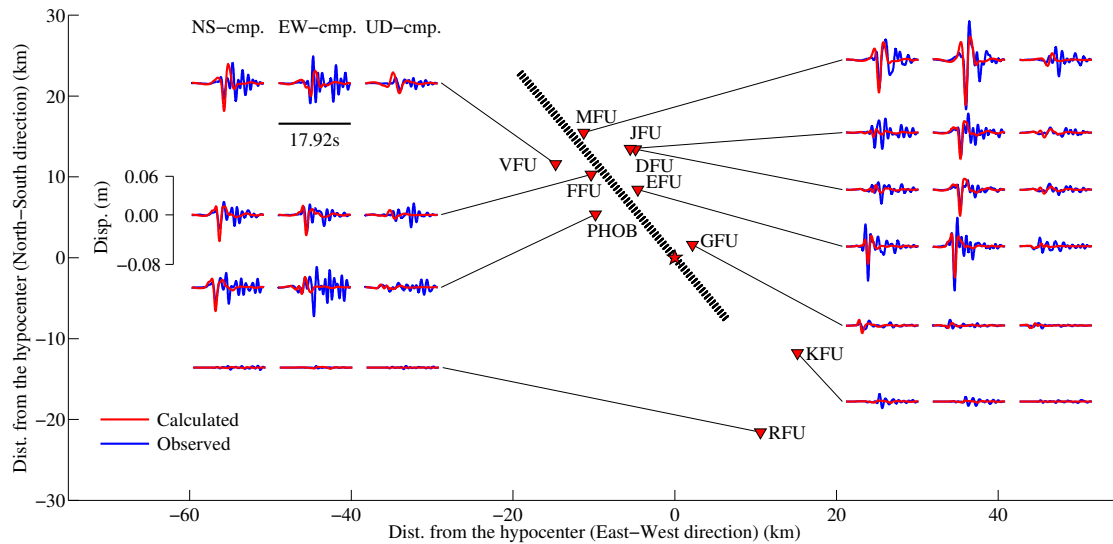 NS−cmp. EW−cmp. UD−cmp.
17.92s
0.06
0.00
−0.08
Disp. (m)
MFU
JFU
DFU
VFU
FFU
EFU
PHOB
GFU
KFU
RFU
Calculated
Observed
30
20
10
0
−10
−20
−30
Dist. from the hypocenter (North−South direction) (km)
−60 −40 −20 0 20 40
Dist. from the hypocenter (East−West direction) (km)